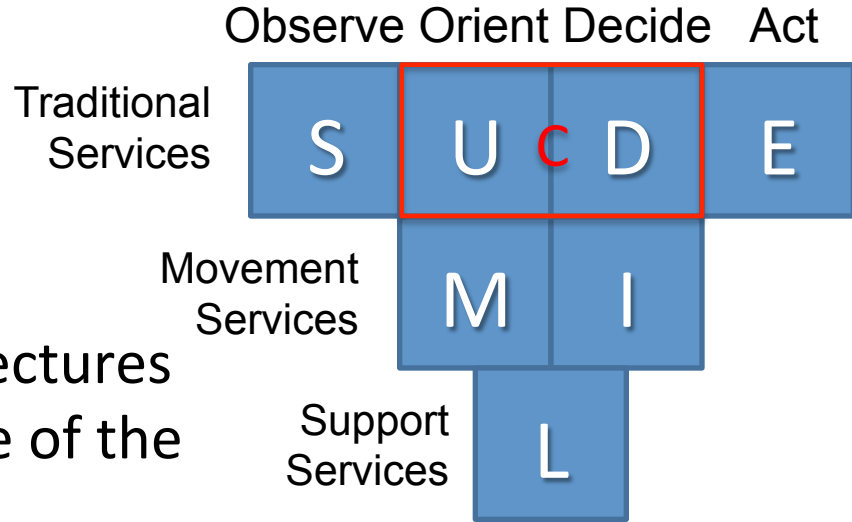 Observe Orient Decide Act
Traditional
Services
S U C D E
Movement
Services
M I
ectures
e of the
Support
Services
L